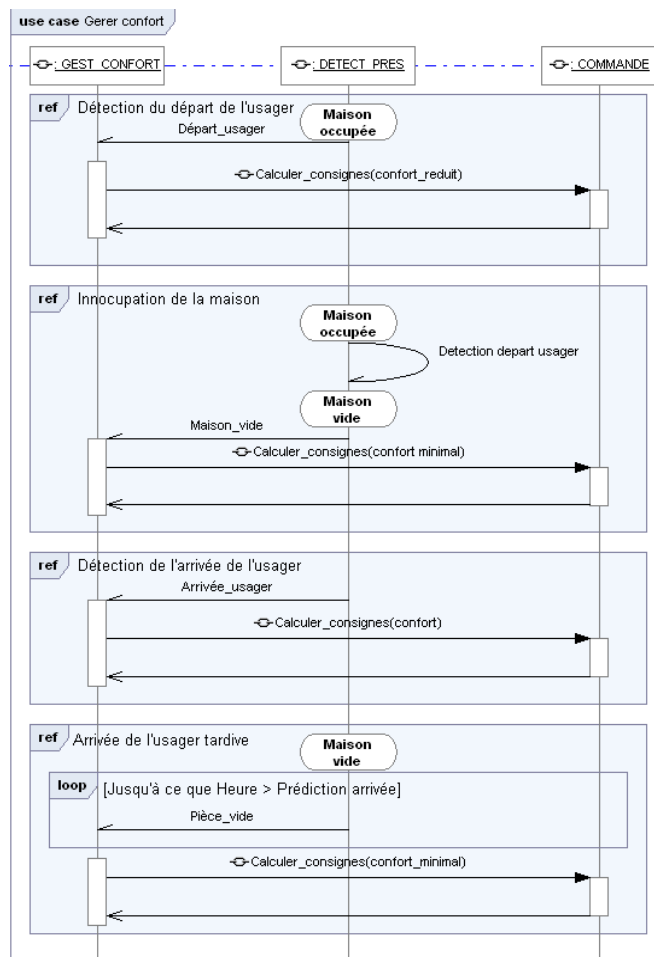 use case Gerer confort
: GEST_CONFORT
: DETECT_PRES
: COMMANDE
ref Détection du départ de l'usager
Maison
occupée
Départ_usager
Calculer_consignes(confort_reduit)
ref Innocupation de la maison
Maison
occupée
Detection depart usager
Maison
vide
Maison_vide
Calculer_consignes(confort minimal)
ref Détection de l'arrivée de l'usager
Arrivée_usager
Calculer_consignes(confort)
ref Arrivée de l'usager tardive
Maison
vide
loop [Jusqu'à ce que Heure > Prédiction arrivée]
Pièce_vide
Calculer_consignes(confort_minimal)